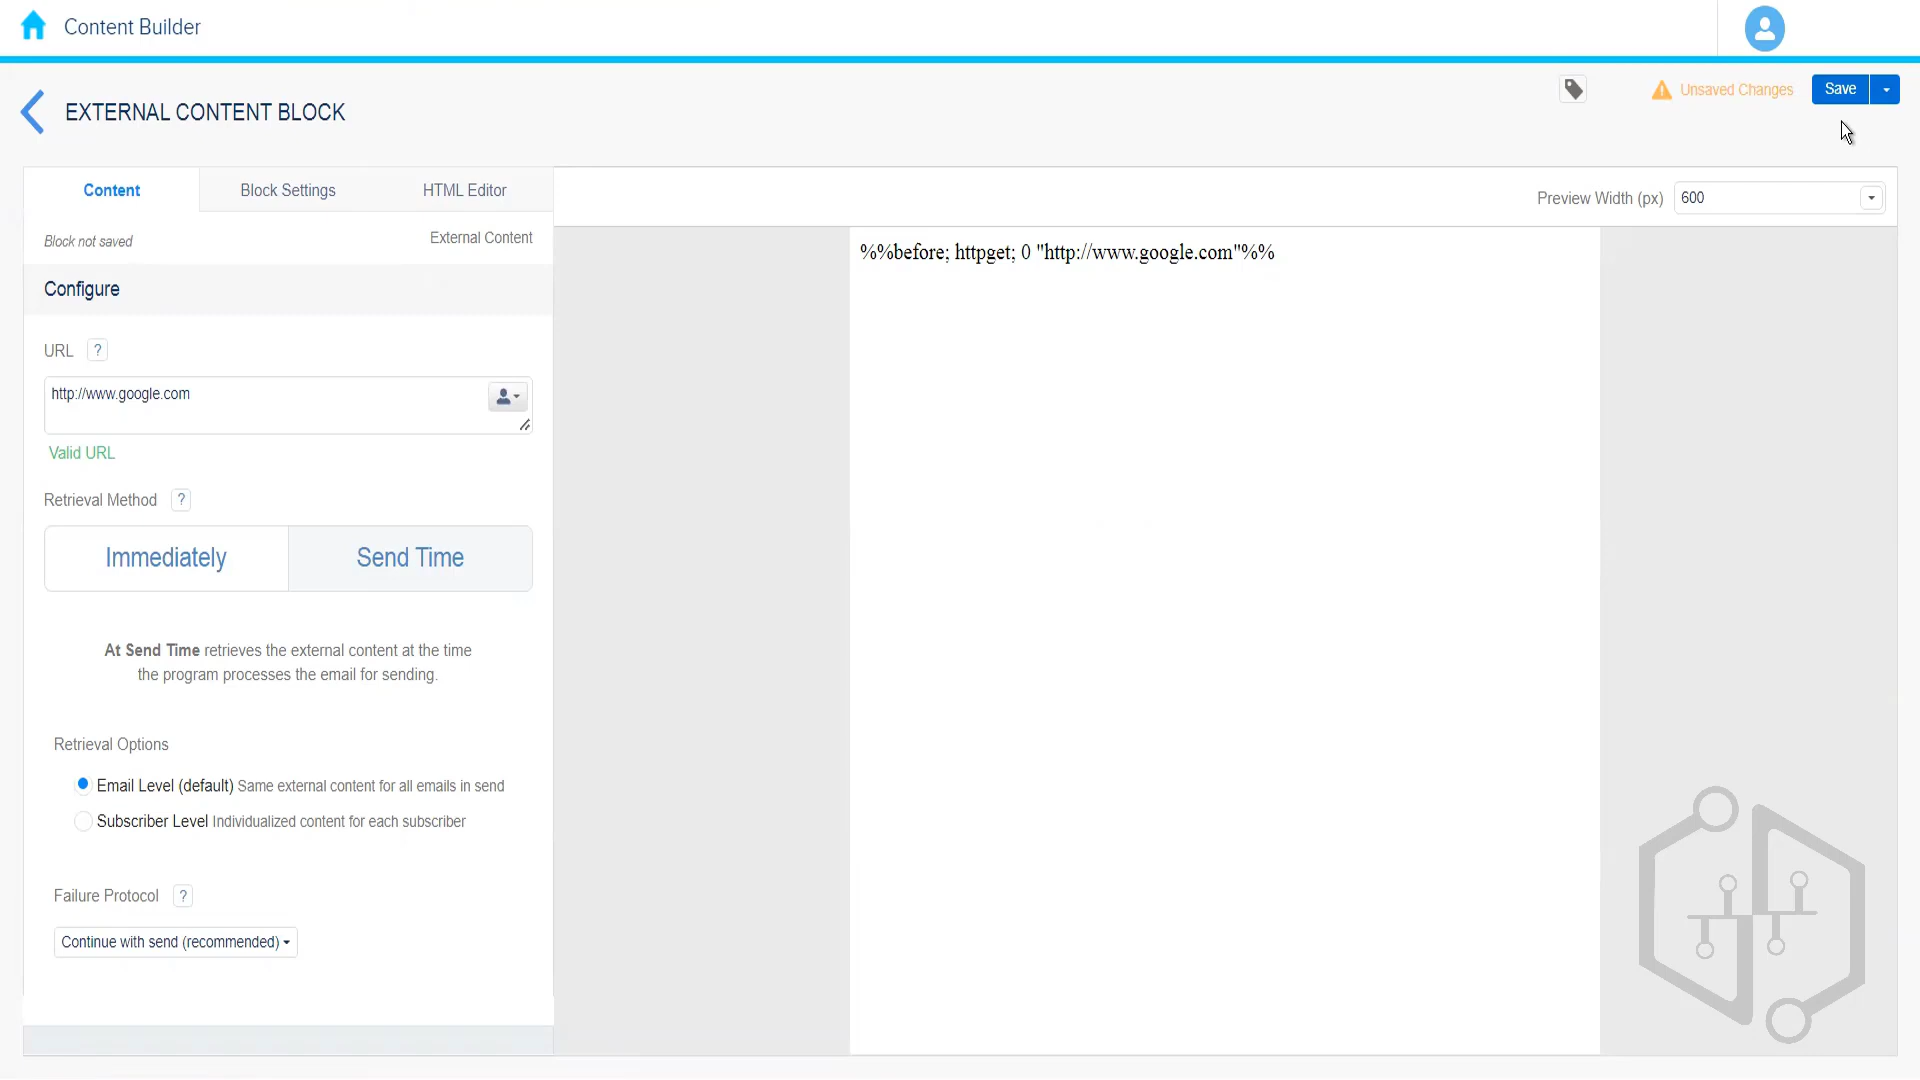 Content Builder
EXTERNAL CONTENT BLOCK
Unsaved Changes
Save
Content
Block Settings
HTML Editor
Preview Width (px)
600
Block not saved
External Content
%%before; httpget; 0 "http://www.google.com"%%
Configure
URL ?
http://www.google.com
Valid URL
Retrieval Method ?
Immediately
Send Time
At Send Time retrieves the external content at the time
the program processes the email for sending.
Retrieval Options
Email Level (default) Same external content for all emails in send
Subscriber Level Individualized content for each subscriber
Failure Protocol ?
Continue with send (recommended)